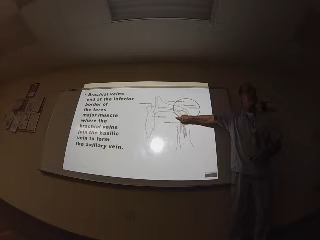 • Brachial veins
end at the inferior
border of
the teres
major muscle
where the
brachial veins
join the basilic
vein to form
the axillary vein.